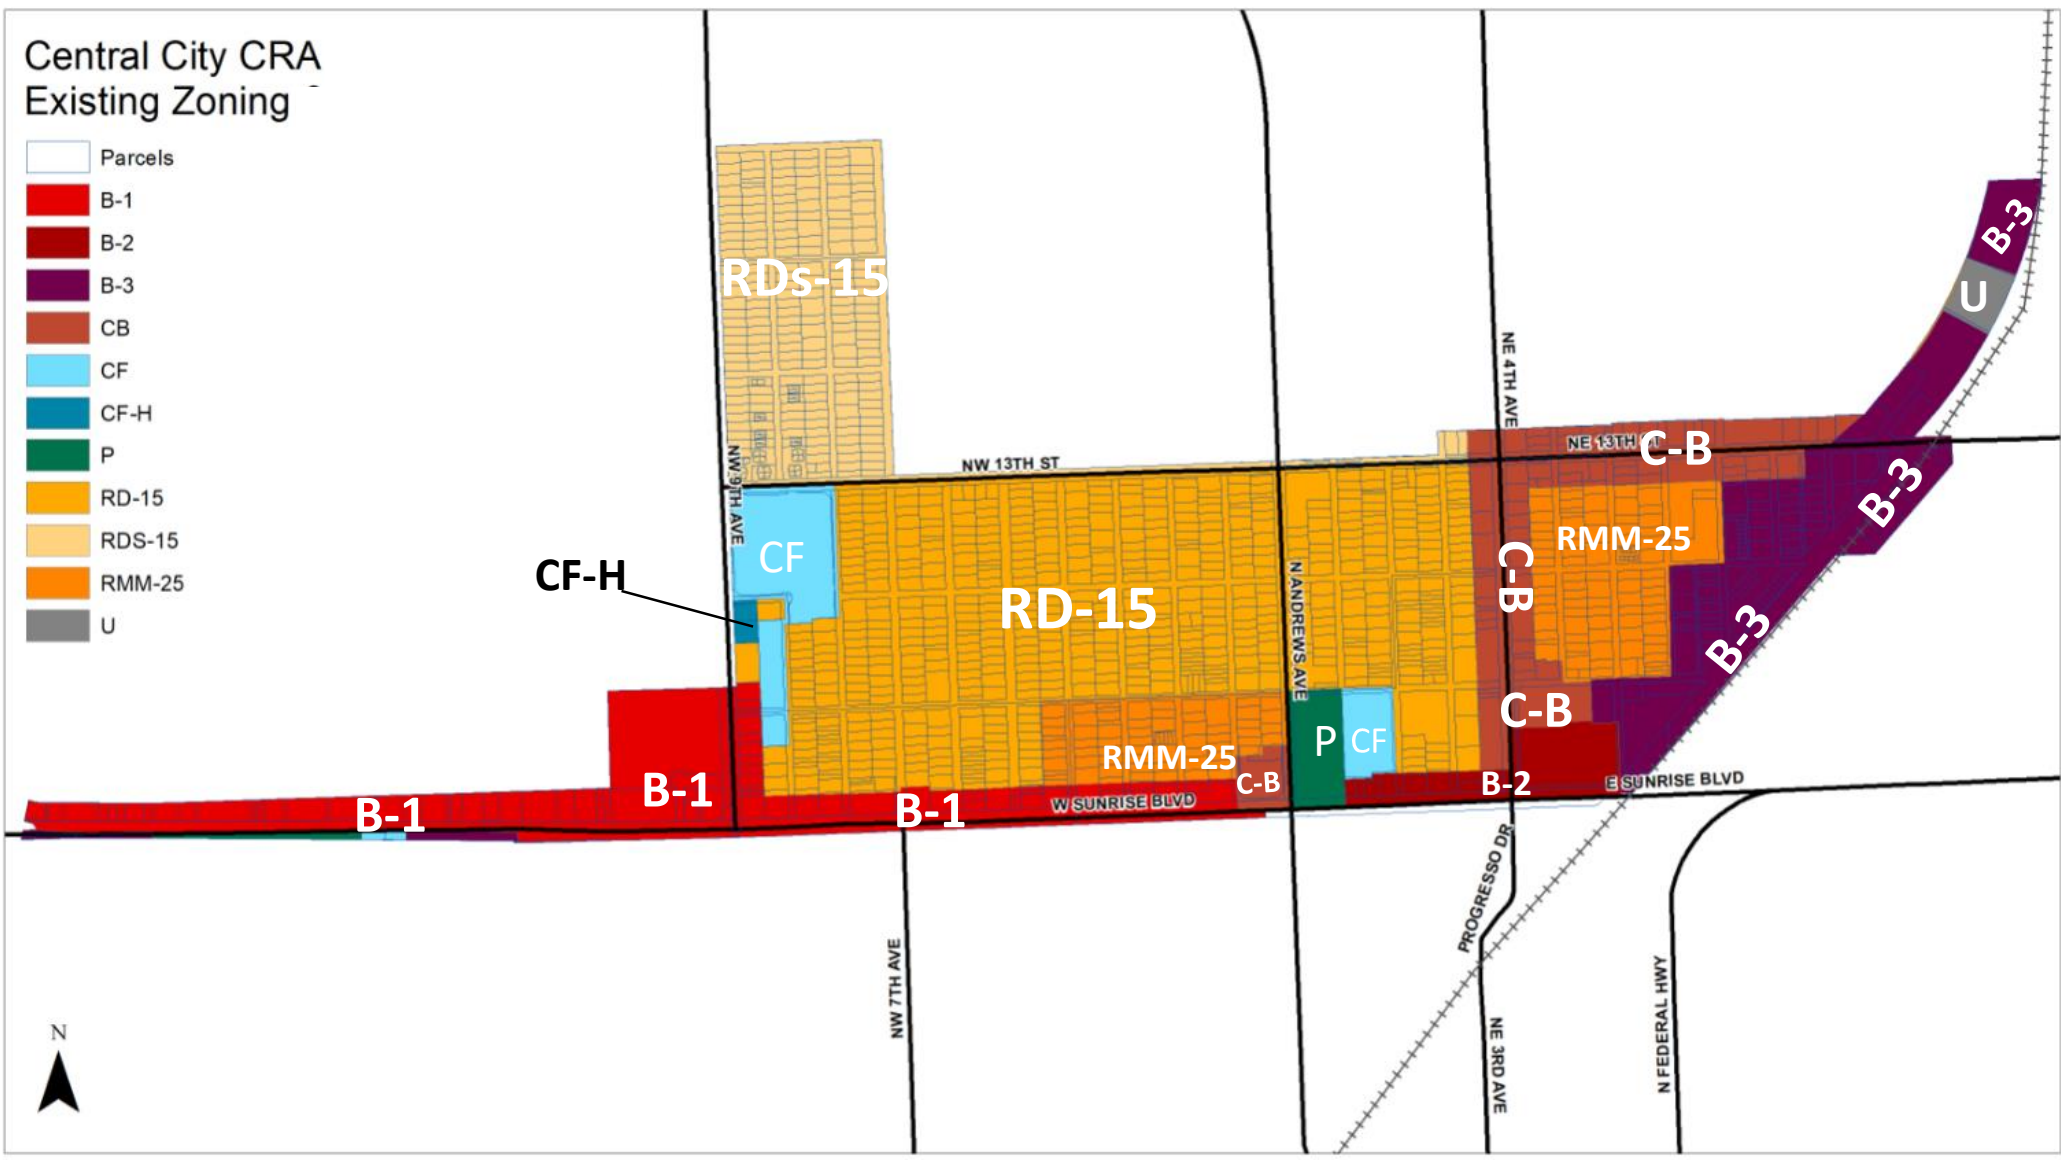 Central City CRA
Existing Zoning
Parcels
B-1
B-2
B-3
CB
CF
CF-H
P
RD-15
RDS-15
RMM-25
U
RDs-15
B-3
U
NE 4TH AVE
NE 13TH ST
C-B
NW 13TH ST
NW 9TH AVE
B-3
CF
CF-H
RMM-25
C-B
RD-15
N ANDREWS AVE
B-3
C-B
P
CF
RMM-25
C-B
B-2
E SUNRISE BLVD
B-1
B-1
B-1
W SUNRISE BLVD
PROGRESSO DR
NW 7TH AVE
N FEDERAL HWY
NE 3RD AVE
N